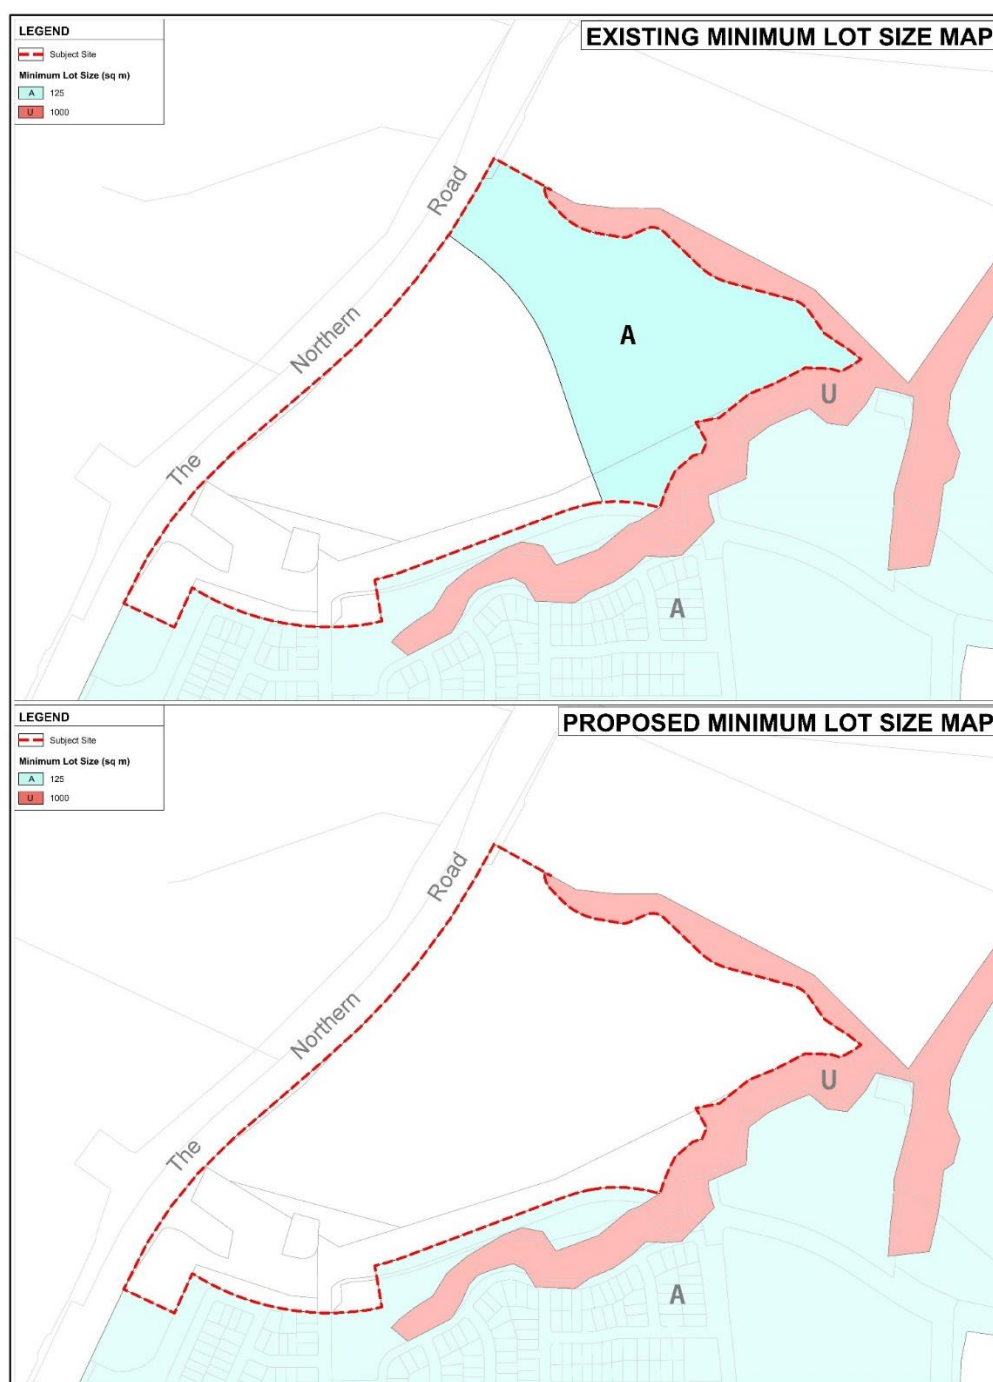 LEGEND
Subject Site
Minimum Lot Size (sq m)
A 125
U 1000
EXISTING MINIMUM LOT SIZE MAP
The Northern Road
A
U
A
LEGEND
Subject Site
Minimum Lot Size (sq m)
A 125
U 1000
PROPOSED MINIMUM LOT SIZE MAP
The Northern Road
U
A